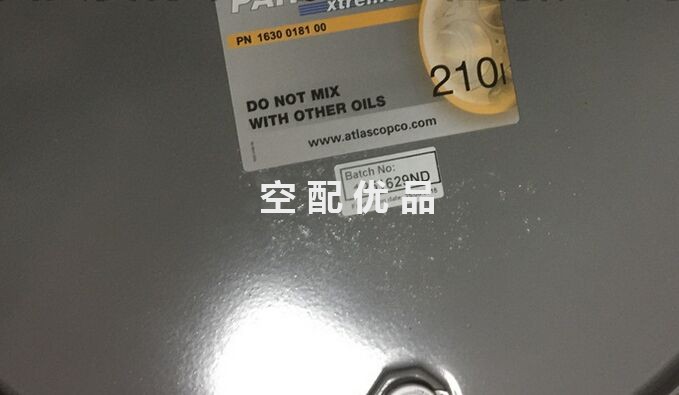 xtreme
PN 1630 0181 00
210l
DO NOT MIX
WITH OTHER OILS
www.atlascopco.com
Batch No:
629ND
空配优品